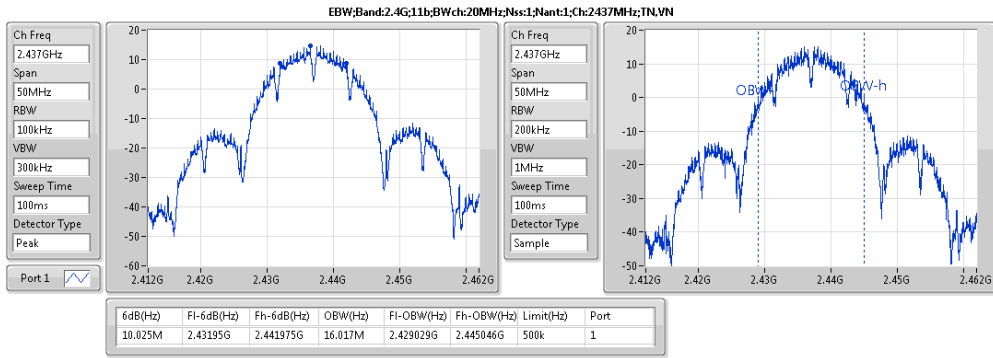 EBW;Band:2.4G;11b;BWch:20MHz;Nss:1;Nant:1;Ch:2437MHz;TN,VN
Ch Freq
2.437GHz
Span
50MHz
RBW
100kHz
VBW
300kHz
Sweep Time
100ms
Detector Type
Peak
Port 1
20
10
0
-10
-20
-30
-40
-50
-60
2.412G 2.42G 2.43G 2.44G 2.45G 2.462G
Ch Freq
2.437GHz
Span
50MHz
RBW
200kHz
VBW
1MHz
Sweep Time
100ms
Detector Type
Sample
20
10
0
-10
-20
-30
-40
-50
OBW OBW-h
2.412G 2.42G 2.43G 2.44G 2.45G 2.462G
6dB(Hz) Fl-6dB(Hz) Fh-6dB(Hz) OBW(Hz) Fl-OBW(Hz) Fh-OBW(Hz) Limit(Hz) Port
10.025M 2.43195G 2.441975G 16.017M 2.429029G 2.445046G 500k 1